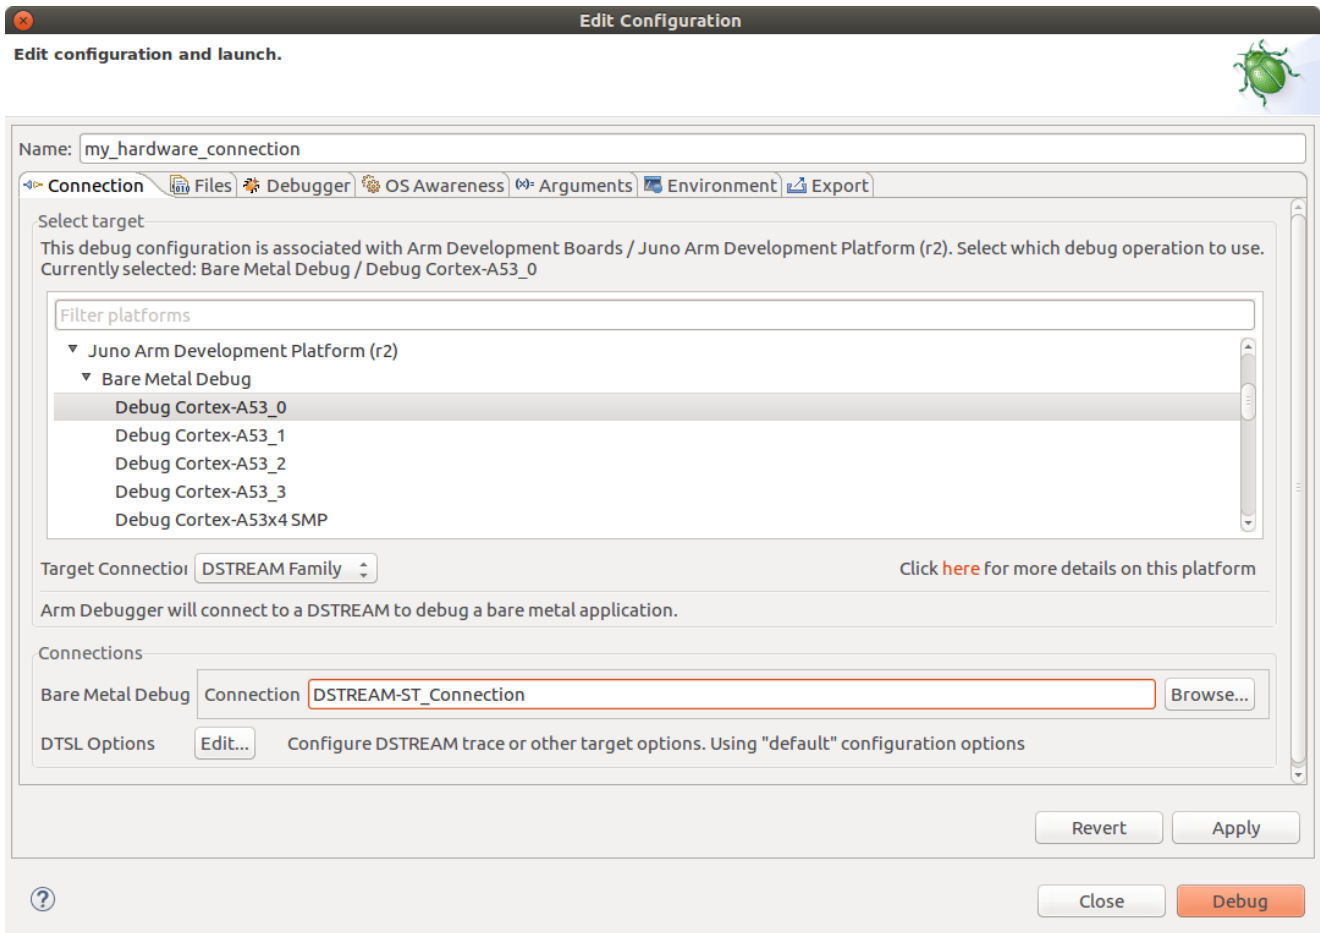 Edit Configuration
Edit configuration and launch.
Name: my_hardware_connection
Connection Files Debugger OS Awareness (x)= Arguments Environment Export
Select target
This debug configuration is associated with Arm Development Boards / Juno Arm Development Platform (r2). Select which debug operation to use.
Currently selected: Bare Metal Debug / Debug Cortex-A53_0
Filter platforms
Juno Arm Development Platform (r2)
Bare Metal Debug
Debug Cortex-A53_0
Debug Cortex-A53_1
Debug Cortex-A53_2
Debug Cortex-A53_3
Debug Cortex-A53x4 SMP
Target Connection DSTREAM Family Click here for more details on this platform
Arm Debugger will connect to a DSTREAM to debug a bare metal application.
Connections
Bare Metal Debug Connection DSTREAM-ST_Connection Browse...
DTSL Options Edit... Configure DSTREAM trace or other target options. Using "default" configuration options
Revert Apply
? Close Debug